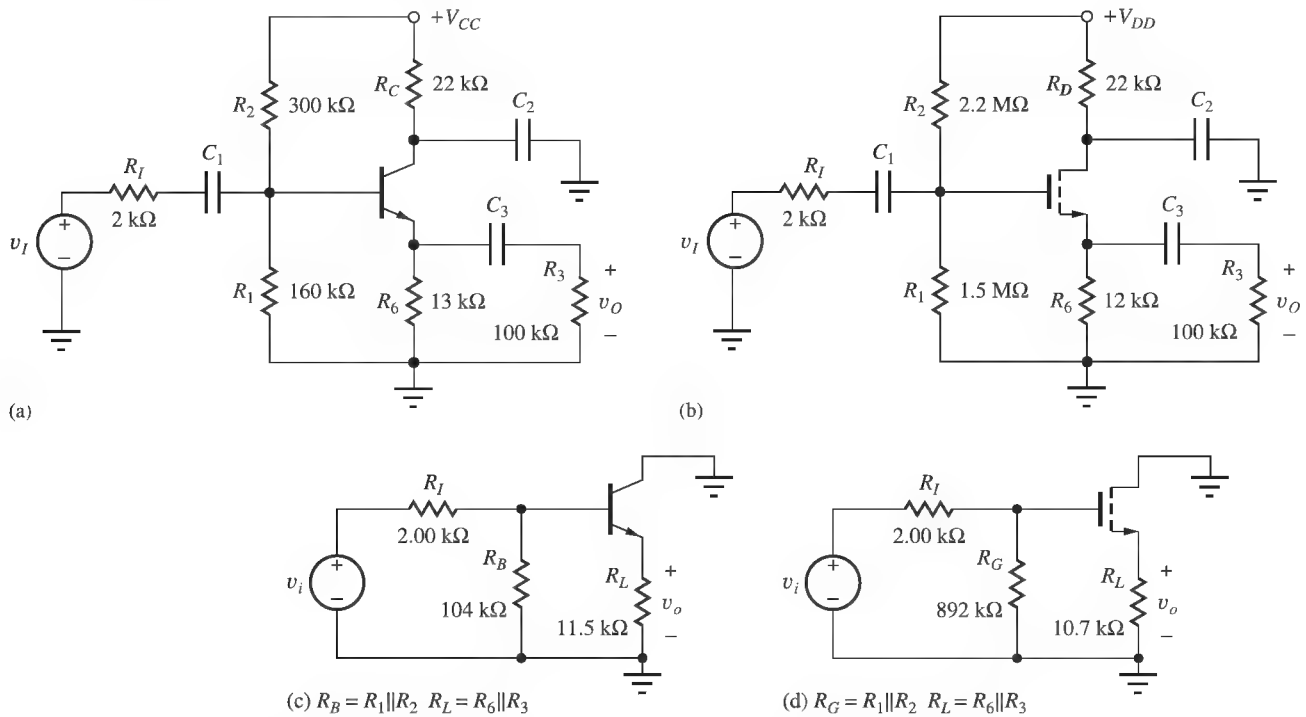 +V_CC
R_C 22 kΩ
R_2 300 kΩ
C_2
R_I
C_1
2 kΩ
C_3
v_I
+
−
R_1 160 kΩ
R_6 13 kΩ
R_3
+
v_O
−
100 kΩ
(a)
+V_DD
R_D 22 kΩ
R_2 2.2 MΩ
C_2
R_I
C_1
2 kΩ
C_3
v_I
+
−
R_1 1.5 MΩ
R_6 12 kΩ
R_3
+
v_O
−
100 kΩ
(b)
R_I
2.00 kΩ
R_B
104 kΩ
v_i
+
−
R_L
+
v_o
−
11.5 kΩ
(c) R_B = R_1||R_2 R_L = R_6||R_3
R_I
2.00 kΩ
R_G
892 kΩ
v_i
+
−
R_L
+
v_o
−
10.7 kΩ
(d) R_G = R_1||R_2 R_L = R_6||R_3